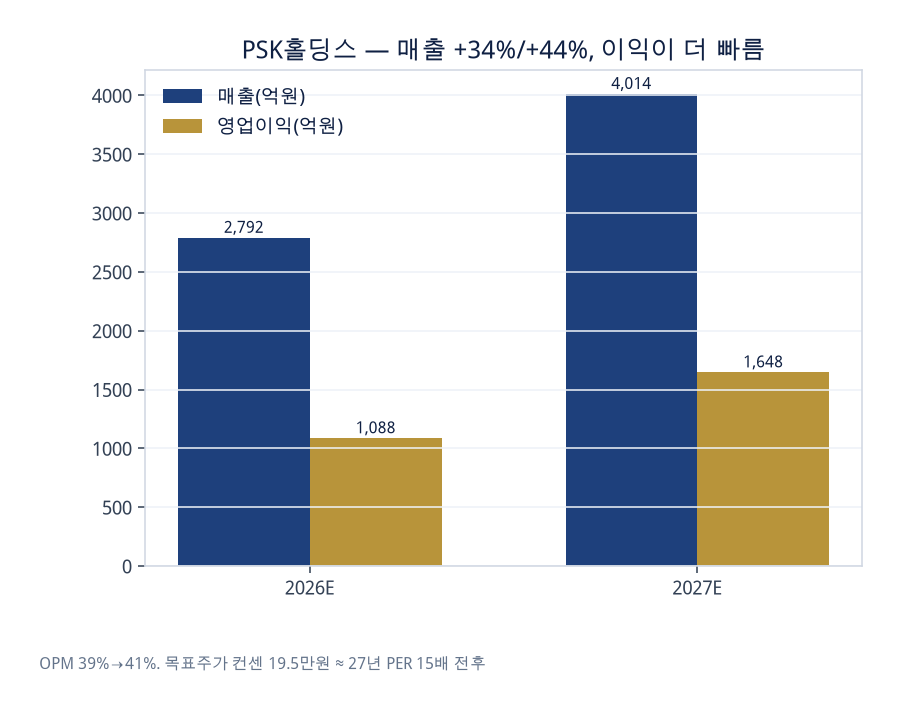 PSK홀딩스 — 매출 +34%/+44%, 이익이 더 빠름
매출(억원)
영업이익(억원)
4000
3500
3000
2500
2000
1500
1000
500
0
2,792
1,088
4,014
1,648
2026E
2027E
OPM 39%→41%. 목표주가 컨센 19.5만원 ≈ 27년 PER 15배 전후